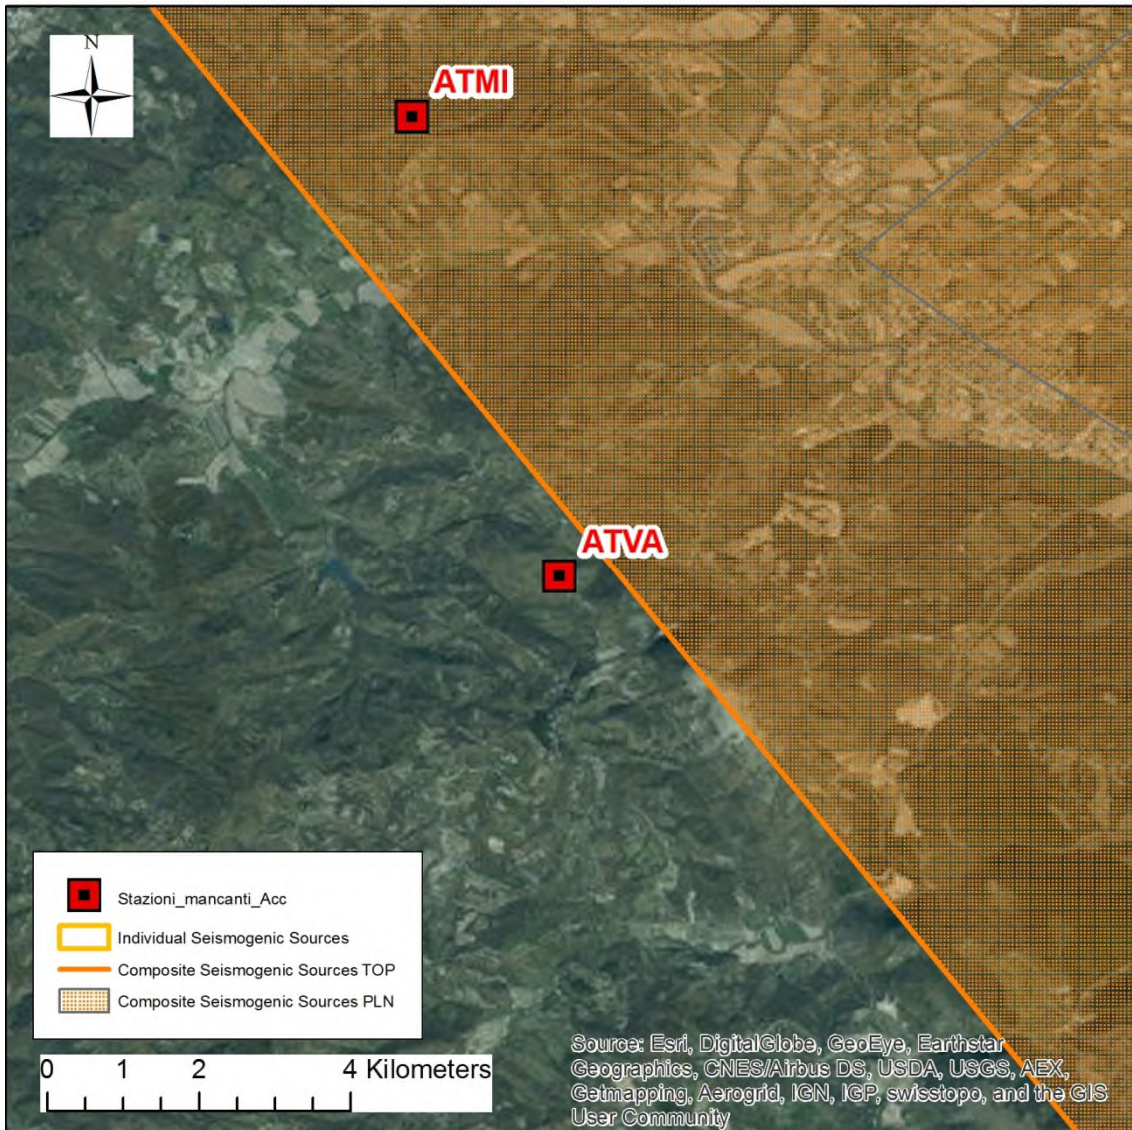 N
ATMI
ATVA
Stazioni_mancanti_Acc
Individual Seismogenic Sources
Composite Seismogenic Sources TOP
Composite Seismogenic Sources PLN
0 1 2 4 Kilometers
Source: Esri, DigitalGlobe, GeoEye, Earthstar
Geographics, CNES/Airbus DS, USDA, USGS, AEX,
Getmapping, Aerogrid, IGN, IGP, swisstopo, and the GIS
User Community